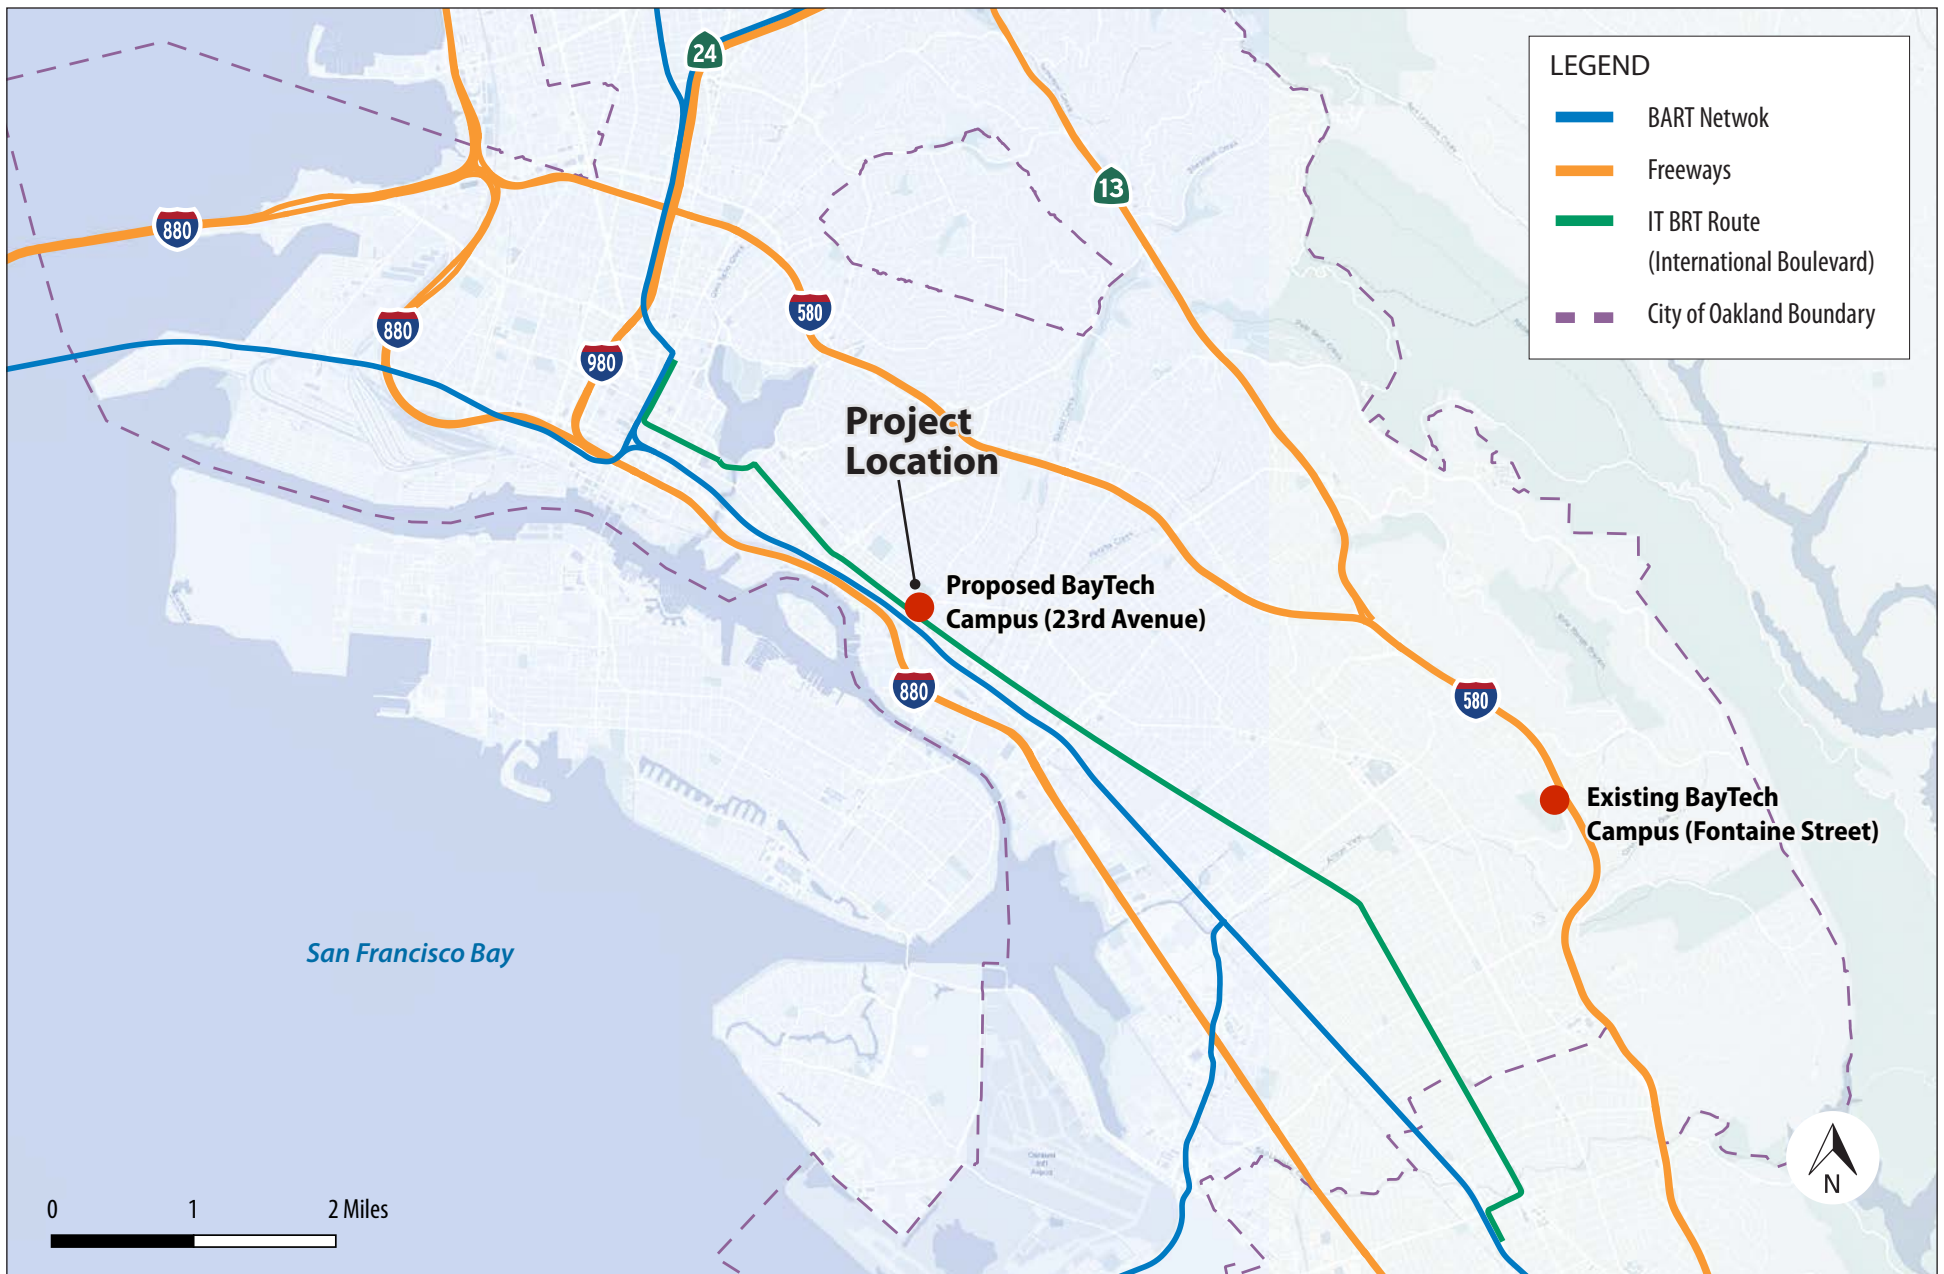 24
LEGEND
BART Netwok
Freeways
IT BRT Route
(International Boulevard)
City of Oakland Boundary
13
880
580
880
980
Project
Location
Proposed BayTech
Campus (23rd Avenue)
880
580
Existing BayTech
Campus (Fontaine Street)
San Francisco Bay
0 1 2 Miles
N